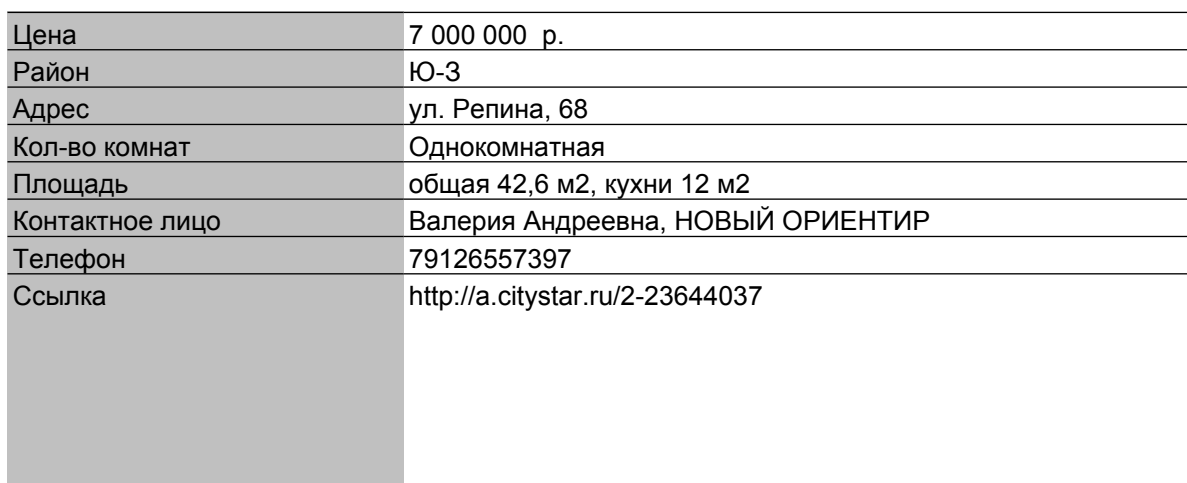 Цена 7 000 000 р.
Район Ю-З
Адрес ул. Репина, 68
Кол-во комнат Однокомнатная
Площадь общая 42,6 м2, кухни 12 м2
Контактное лицо Валерия Андреевна, НОВЫЙ ОРИЕНТИР
Телефон 79126557397
Ссылка http://a.citystar.ru/2-23644037